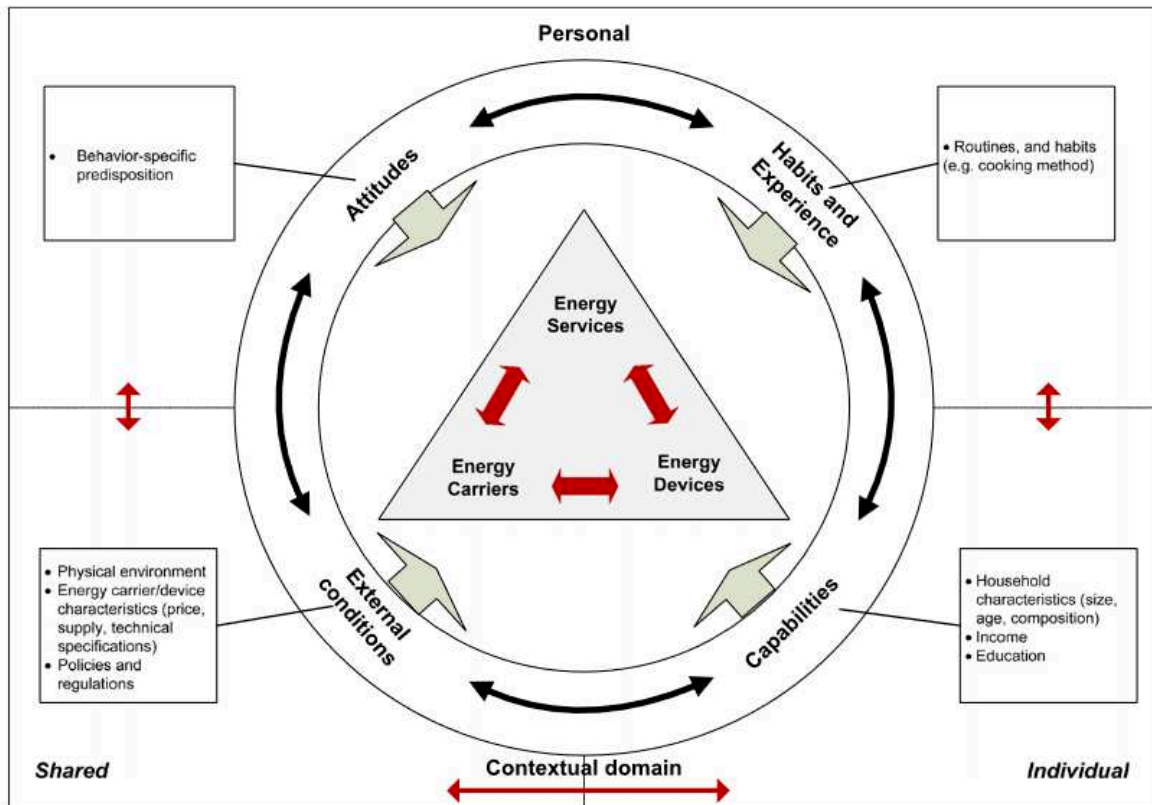 Personal
• Behavior-specific
predisposition
Attitudes
Habits and
Experience
• Routines, and habits
(e.g. cooking method)
Energy
Services
Energy
Carriers
Energy
Devices
• Physical environment
• Energy carrier/device
characteristics (price,
supply, technical
specifications)
• Policies and
regulations
External
conditions
Capabilities
• Household
characteristics (size,
age, composition)
• Income
• Education
Shared
Contextual domain
Individual